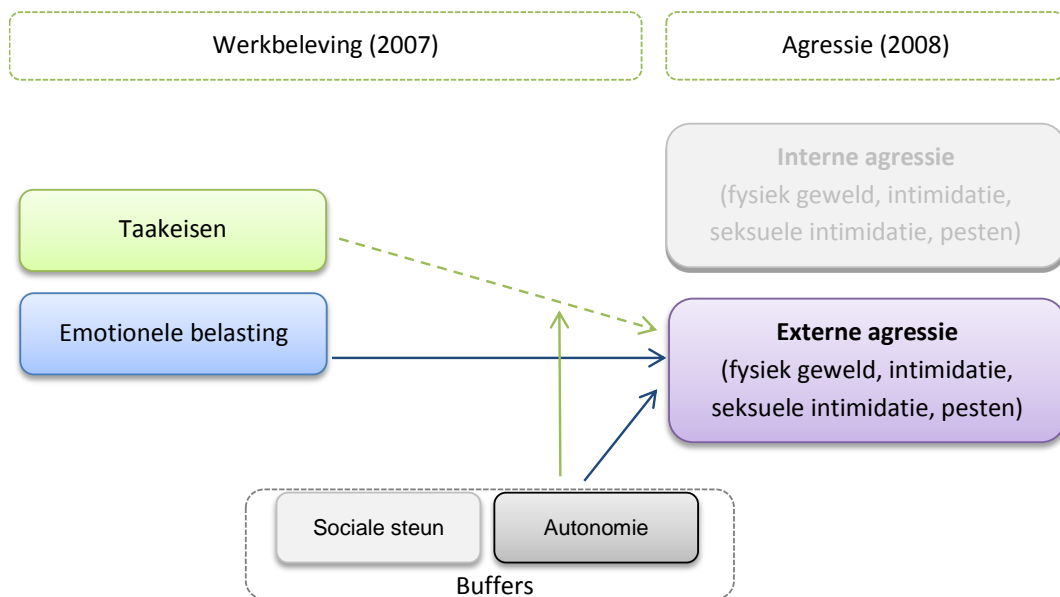 Werkbeleving (2007)
Agressie (2008)
Interne agressie
(fysiek geweld, intimidatie,
seksuele intimidatie, pesten)
Taakeisen
Emotionele belasting
Externe agressie
(fysiek geweld, intimidatie,
seksuele intimidatie, pesten)
Sociale steun
Autonomie
Buffers